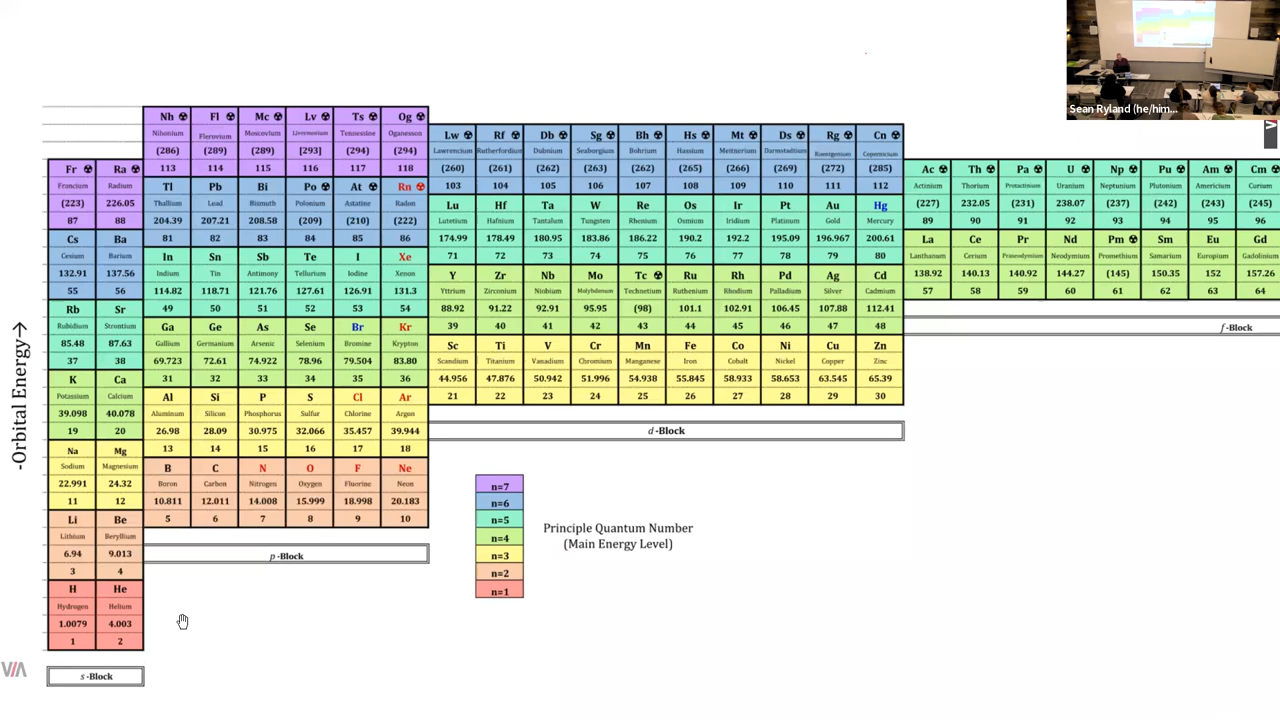 Sean Ryland (he/him...
V
-Orbital Energy→
Nh ☢ Fl ☢ Mc ☢ Lv ☢ Ts ☢ Og ☢
Nihonium Flerovium Moscovium Livermorium Tennessine Oganesson
(286) (289) (289) [293) (294) (294)
113 114 115 116 117 118
Tl Pb Bi Po ☢ At ☢ Rn ☢
Thallium Lead Bismuth Polonium Astatine Radon
204.39 207.21 208.58 (209) (210) (222)
81 82 83 84 85 86
In Sn Sb Te I Xe
Indium Tin Antimony Tellurium Iodine Xenon
114.82 118.71 121.76 127.61 126.91 131.3
49 50 51 52 53 54
Ga Ge As Se Br Kr
Gallium Germanium Arsenic Selenium Bromine Krypton
69.723 72.61 74.922 78.96 79.504 83.80
31 32 33 34 35 36
Al Si P S Cl Ar
Aluminum Silicon Phosphorus Sulfur Chlorine Argon
26.98 28.09 30.975 32.066 35.457 39.944
13 14 15 16 17 18
B C N O F Ne
Boron Carbon Nitrogen Oxygen Fluorine Neon
10.811 12.011 14.008 15.999 18.998 20.183
5 6 7 8 9 10
p -Block
Fr ☢ Ra ☢
Francium Radium
(223) 226.05
87 88
Cs Ba
Cesium Barium
132.91 137.56
55 56
Rb Sr
Rubidium Strontium
85.48 87.63
37 38
K Ca
Potassium Calcium
39.098 40.078
19 20
Na Mg
Sodium Magnesium
22.991 24.32
11 12
Li Be
Lithium Beryllium
6.94 9.013
3 4
H He
Hydrogen Helium
1.0079 4.003
1 2
s -Block
Lw ☢ Rf ☢ Db ☢ Sg ☢ Bh ☢ Hs ☢ Mt ☢ Ds ☢ Rg ☢ Cn ☢
Lawrencium Rutherfordium Dubnium Seaborgium Bohrium Hassium Meitnerium Darmstadtium Roentgenium Copernicium
(260) (261) (262) (263) (262) (265) (266) (269) (272) (285)
103 104 105 106 107 108 109 110 111 112
Lu Hf Ta W Re Os Ir Pt Au Hg
Lutetium Hafnium Tantalum Tungsten Rhenium Osmium Iridium Platinum Gold Mercury
174.99 178.49 180.95 183.86 186.22 190.2 192.2 195.09 196.967 200.61
71 72 73 74 75 76 77 78 79 80
Y Zr Nb Mo Tc ☢ Ru Rh Pd Ag Cd
Yttrium Zirconium Niobium Molybdenum Technetium Ruthenium Rhodium Palladium Silver Cadmium
88.92 91.22 92.91 95.95 (98) 101.1 102.91 106.45 107.88 112.41
39 40 41 42 43 44 45 46 47 48
Sc Ti V Cr Mn Fe Co Ni Cu Zn
Scandium Titanium Vanadium Chromium Manganese Iron Cobalt Nickel Copper Zinc
44.956 47.876 50.942 51.996 54.938 55.845 58.933 58.653 63.545 65.39
21 22 23 24 25 26 27 28 29 30
d -Block
Ac ☢ Th ☢ Pa ☢ U ☢ Np ☢ Pu ☢ Am ☢ Cm ☢
Actinium Thorium Protactinium Uranium Neptunium Plutonium Americium Curium
(227) 232.05 (231) 238.07 (237) (242) (243) (245)
89 90 91 92 93 94 95 96
La Ce Pr Nd Pm ☢ Sm Eu Gd
Lanthanum Cerium Praseodymium Neodymium Promethium Samarium Europium Gadolinium
138.92 140.13 140.92 144.27 (145) 150.35 152 157.26
57 58 59 60 61 62 63 64
f -Block
n=7
n=6
n=5
n=4
n=3
n=2
n=1
Principle Quantum Number
(Main Energy Level)
VIA